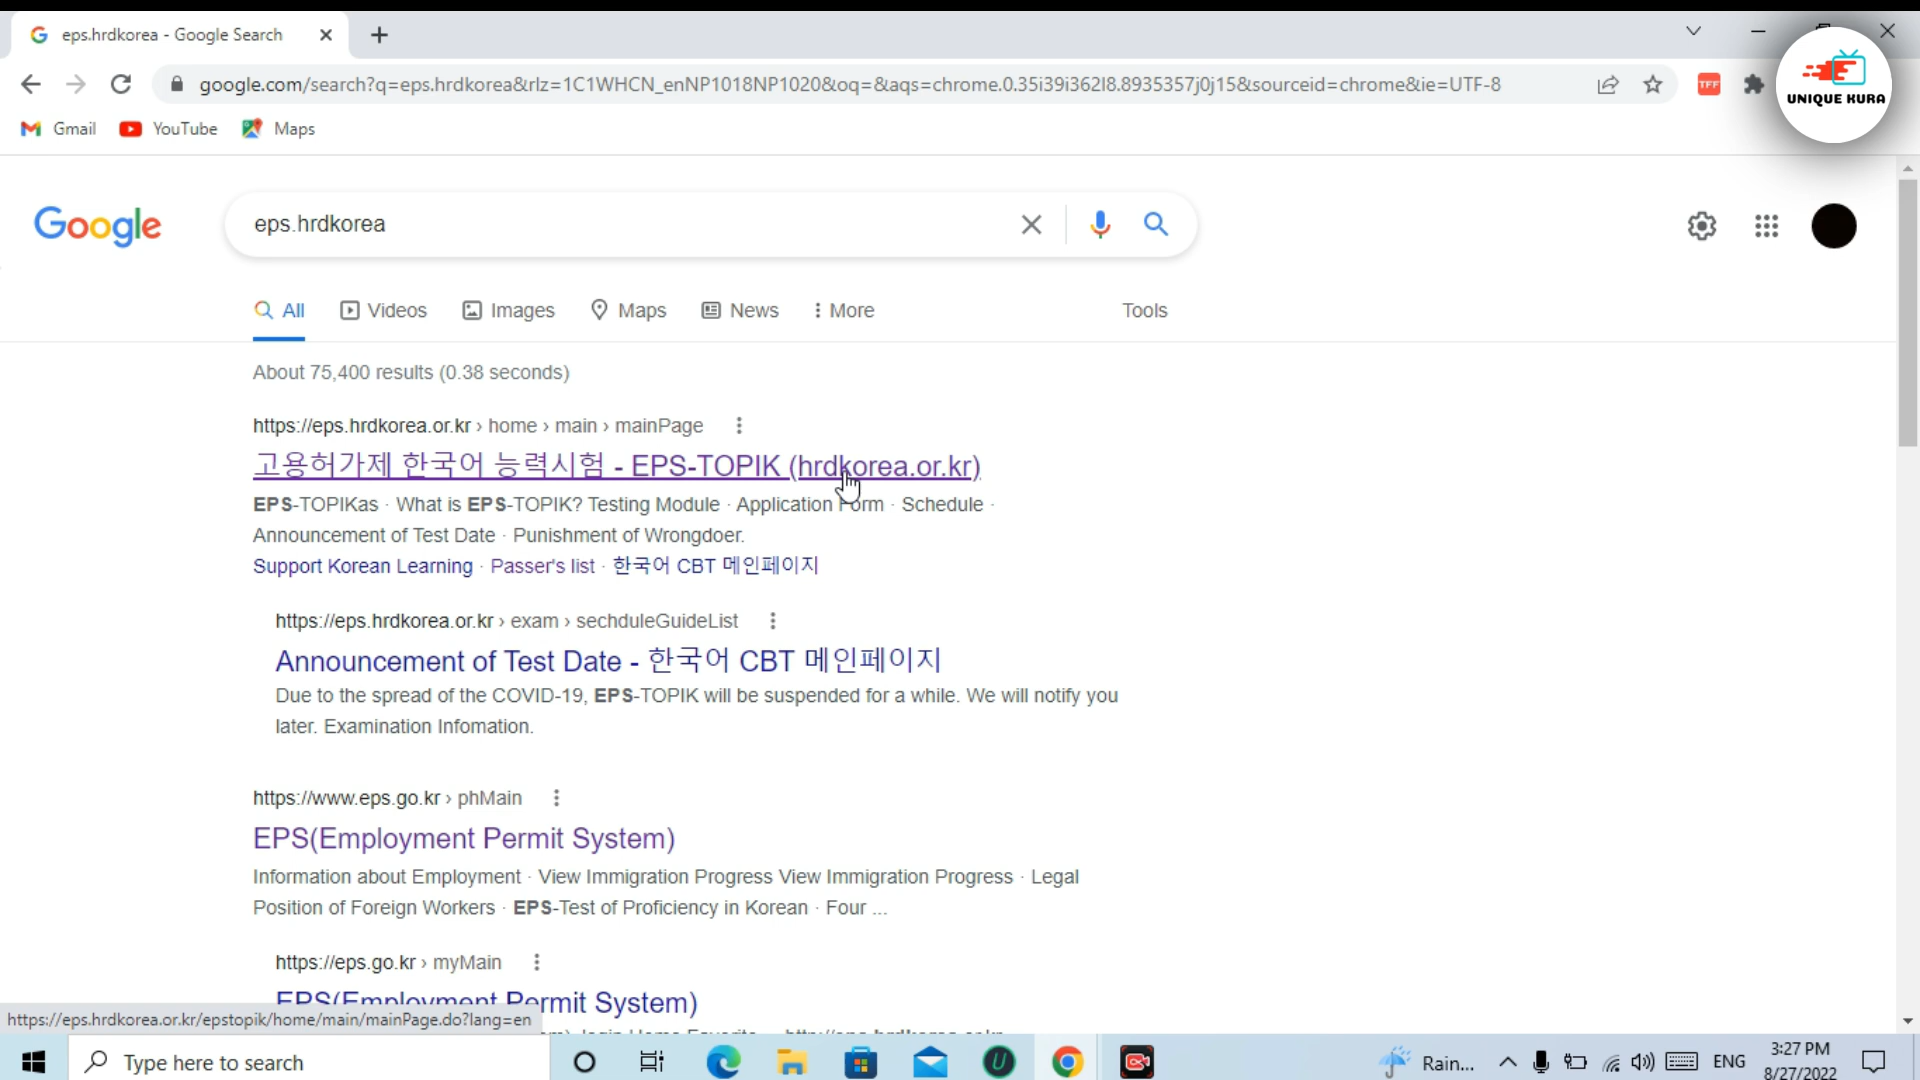 eps.hrdkorea - Google Search
google.com/search?q=eps.hrdkorea&rlz=1C1WHCN_enNP1018NP1020&oq=&aqs=chrome.0.35i39i362l8.8935357j0j15&sourceid=chrome&ie=UTF-8
TFF
UNIQUE KURA
Gmail YouTube Maps
Google
eps.hrdkorea
All Videos Images Maps News More Tools
About 75,400 results (0.38 seconds)
https://eps.hrdkorea.or.kr › home › main › mainPage
고용허가제 한국어 능력시험 - EPS-TOPIK (hrdkorea.or.kr)
EPS-TOPIKas · What is EPS-TOPIK? Testing Module · Application Form · Schedule ·
Announcement of Test Date · Punishment of Wrongdoer.
Support Korean Learning · Passer's list · 한국어 CBT 메인페이지
https://eps.hrdkorea.or.kr › exam › sechduleGuideList
Announcement of Test Date - 한국어 CBT 메인페이지
Due to the spread of the COVID-19, EPS-TOPIK will be suspended for a while. We will notify you
later. Examination Infomation.
https://www.eps.go.kr › phMain
EPS(Employment Permit System)
Information about Employment · View Immigration Progress View Immigration Progress · Legal
Position of Foreign Workers · EPS-Test of Proficiency in Korean · Four ...
https://eps.go.kr › myMain
EPS(Employment Permit System)
https://eps.hrdkorea.or.kr/epstopik/home/main/mainPage.do?lang=en
Type here to search
Rain... ENG
3:27 PM
8/27/2022